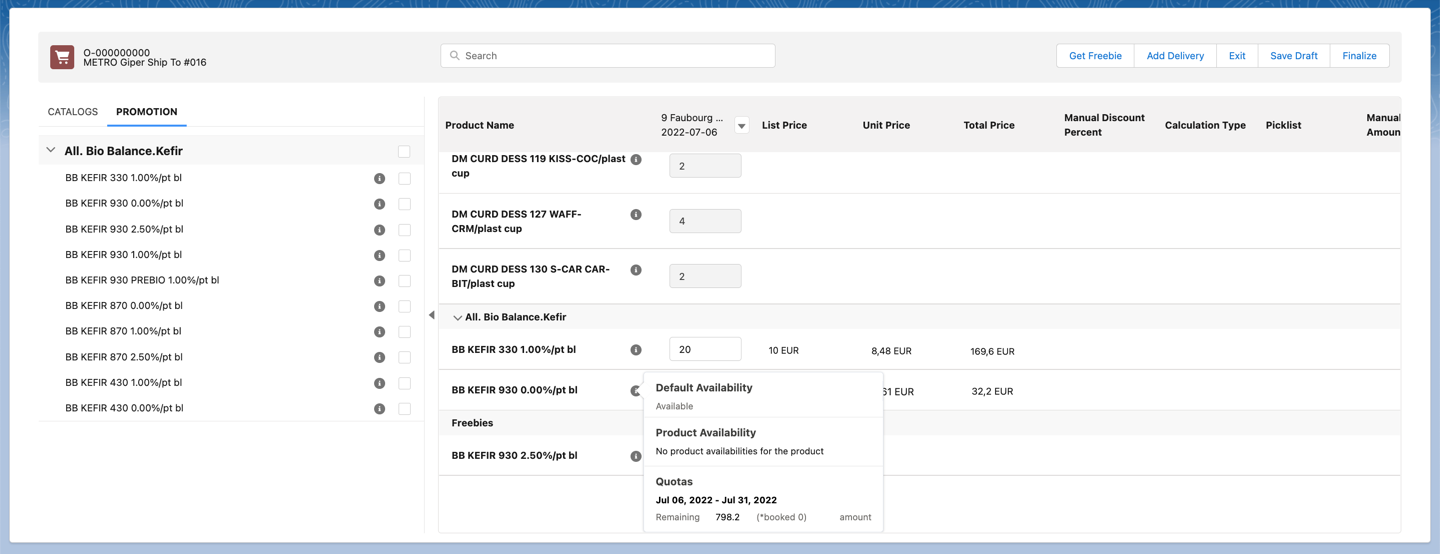 O-000000000
METRO Giper Ship To #016
Search
Get Freebie
Add Delivery
Exit
Save Draft
Finalize
CATALOGS
PROMOTION
All. Bio Balance.Kefir
BB KEFIR 330 1.00%/pt bl
BB KEFIR 930 0.00%/pt bl
BB KEFIR 930 2.50%/pt bl
BB KEFIR 930 1.00%/pt bl
BB KEFIR 930 PREBIO 1.00%/pt bl
BB KEFIR 870 0.00%/pt bl
BB KEFIR 870 1.00%/pt bl
BB KEFIR 870 2.50%/pt bl
BB KEFIR 430 1.00%/pt bl
BB KEFIR 430 0.00%/pt bl
Product Name
9 Faubourg ...
2022-07-06
List Price
Unit Price
Total Price
Manual Discount
Percent
Calculation Type
Picklist
Manual
Amoun
DM CURD DESS 119 KISS-COC/plast
cup
2
DM CURD DESS 127 WAFF-
CRM/plast cup
4
DM CURD DESS 130 S-CAR CAR-
BIT/plast cup
2
All. Bio Balance.Kefir
BB KEFIR 330 1.00%/pt bl
20
10 EUR
8,48 EUR
169,6 EUR
BB KEFIR 930 0.00%/pt bl
61 EUR
32,2 EUR
Freebies
BB KEFIR 930 2.50%/pt bl
Default Availability
Available
Product Availability
No product availabilities for the product
Quotas
Jul 06, 2022 - Jul 31, 2022
Remaining 798.2 (*booked 0) amount